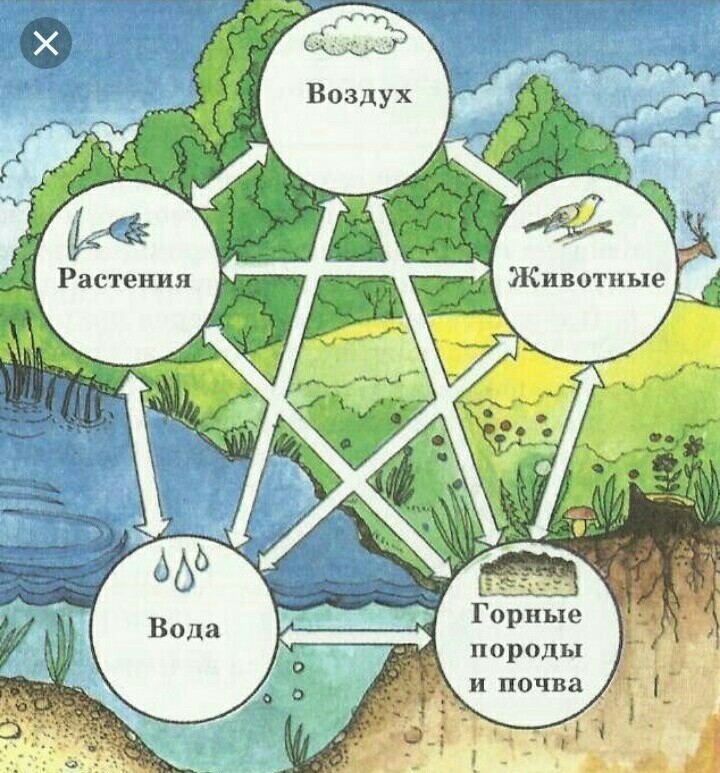 Воздух
Растения
Животные
Вода
Горные
породы
и почва